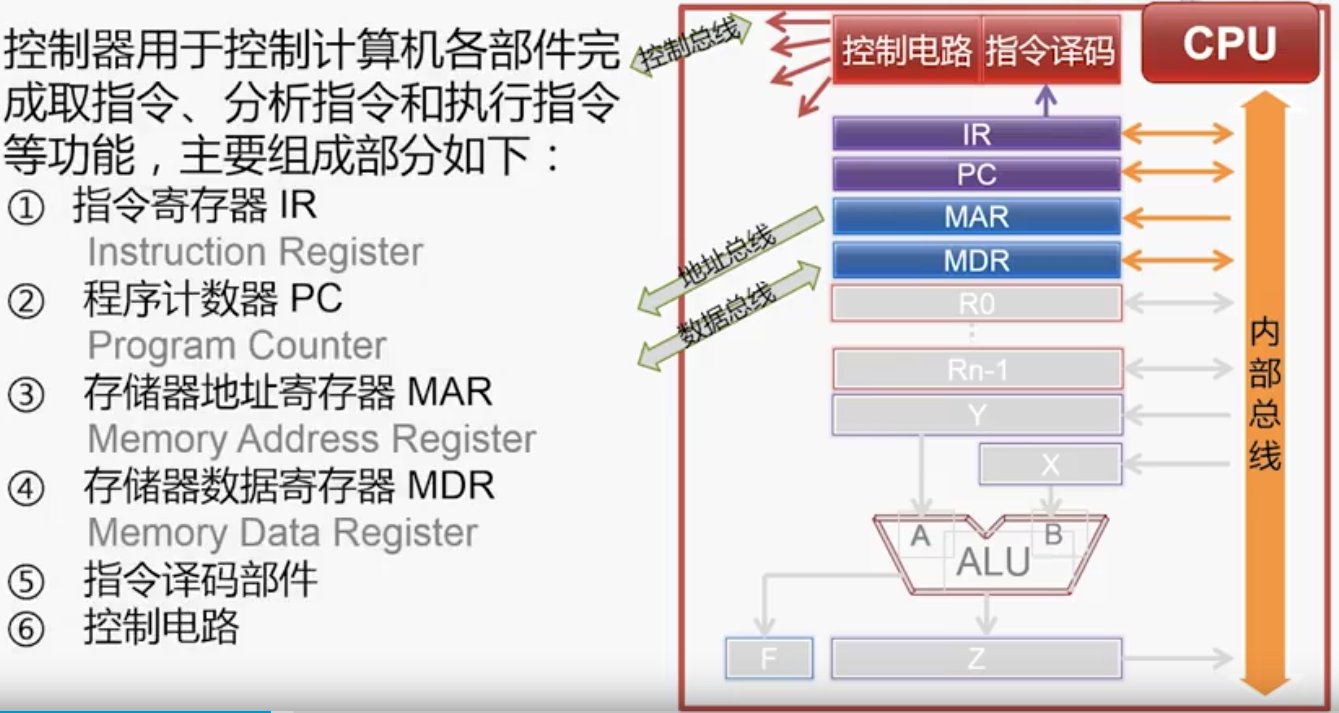 控制器用于控制计算机各部件完
成取指令、分析指令和执行指令
等功能，主要组成部分如下：
① 指令寄存器 IR
Instruction Register
② 程序计数器 PC
Program Counter
③ 存储器地址寄存器 MAR
Memory Address Register
④ 存储器数据寄存器 MDR
Memory Data Register
⑤ 指令译码部件
⑥ 控制电路
控制总线
控制电路
指令译码
CPU
IR
PC
MAR
地址总线
MDR
数据总线
R0
Rn-1
Y
X
A
B
ALU
F
Z
内部总线